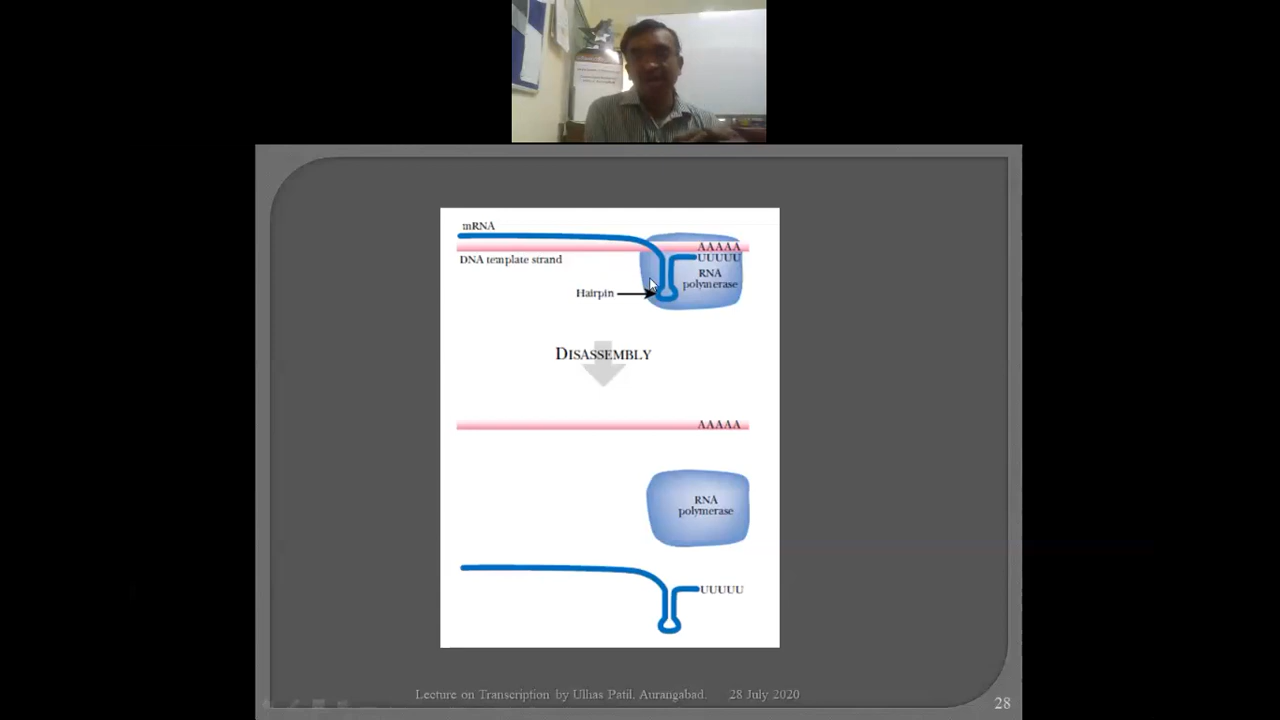 mRNA
AAAAA
UUUUU
DNA template strand
RNA
polymerase
Hairpin
DISASSEMBLY
AAAAA
RNA
polymerase
UUUUU
Lecture on Transcription by Ulhas Patil, Aurangabad. 28 July 2020
28